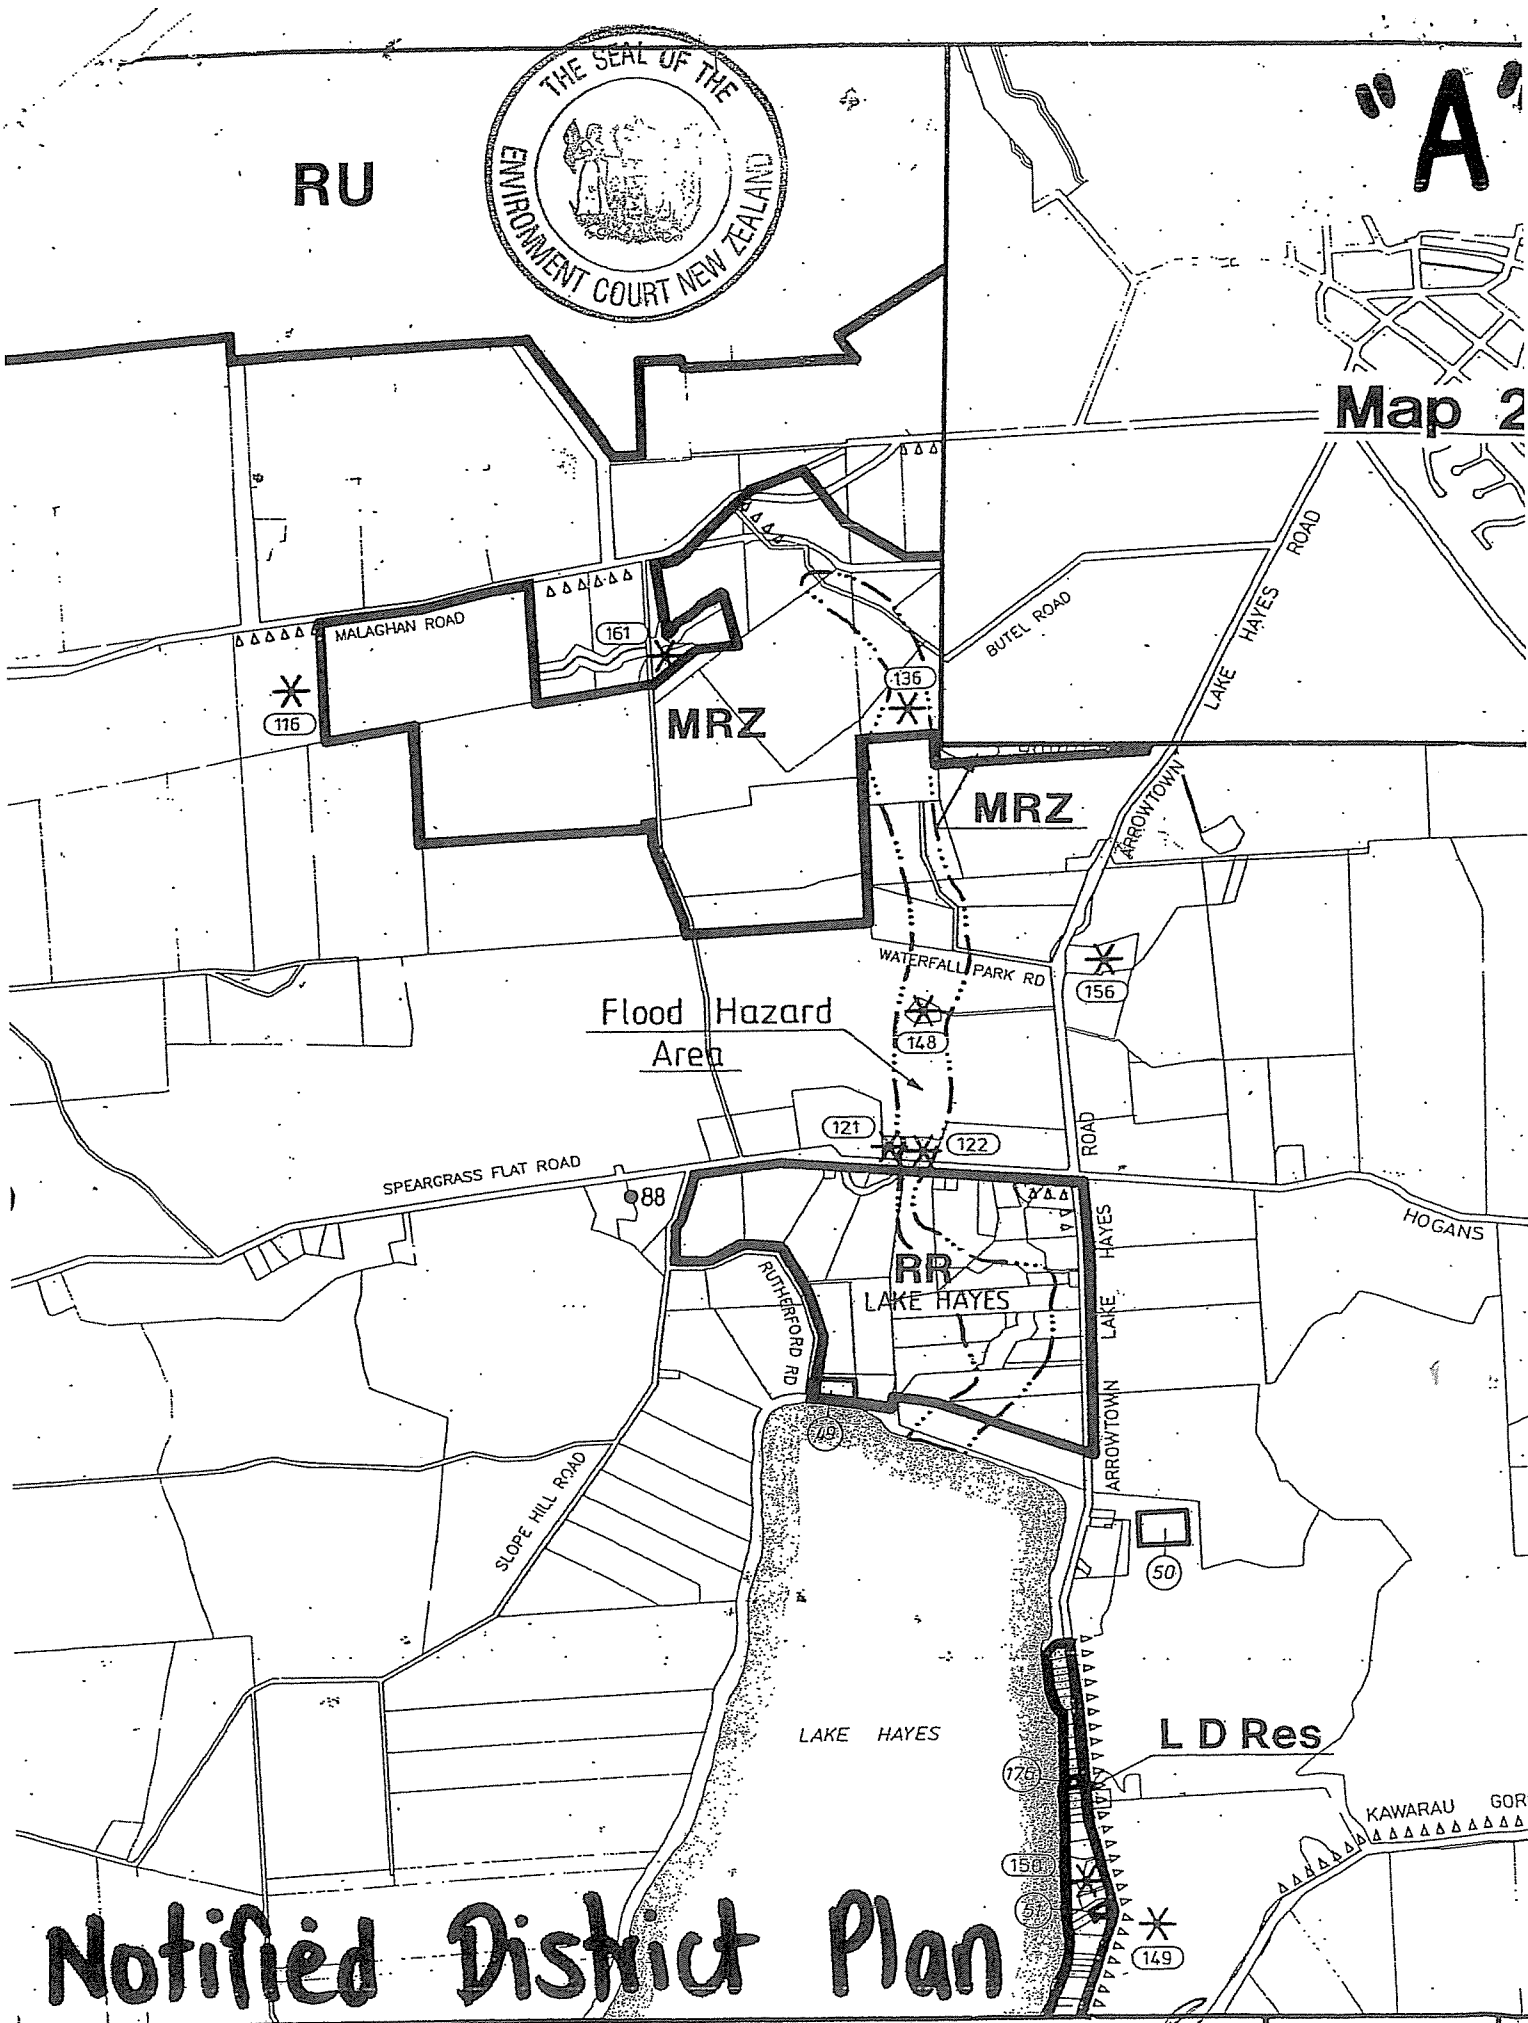 THE SEAL OF THE
ENVIRONMENT COURT NEW ZEALAND
"A"
RU
Map 2
MALAGHAN ROAD
161
116
136
BUTEL ROAD
LAKE HAYES ROAD
MRZ
MRZ
ARROWTOWN
WATERFALL PARK RD
156
Flood Hazard
Area
148
121
122
ROAD
SPEARGRASS FLAT ROAD
88
HOGANS
RR
LAKE HAYES
RUTHERFORD RD
ARROWTOWN LAKE HAYES
49
SLOPE HILL ROAD
50
LAKE HAYES
L D Res
176
KAWARAU GOR
150
51
149
Notified District Plan